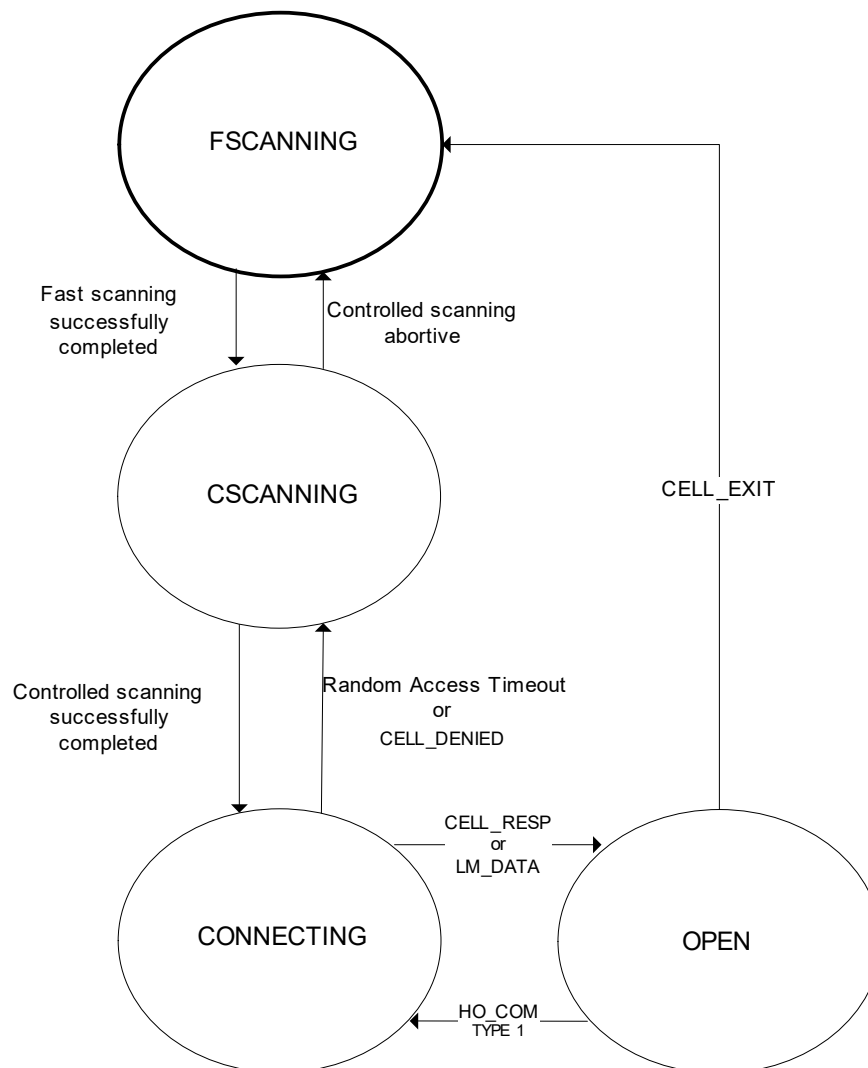 FSCANNING
Fast scanning
successfully
completed
Controlled scanning
abortive
CSCANNING
CELL_EXIT
Controlled scanning
successfully
completed
Random Access Timeout
or
CELL_DENIED
CELL_RESP
or
LM_DATA
CONNECTING
OPEN
HO_COM
TYPE 1